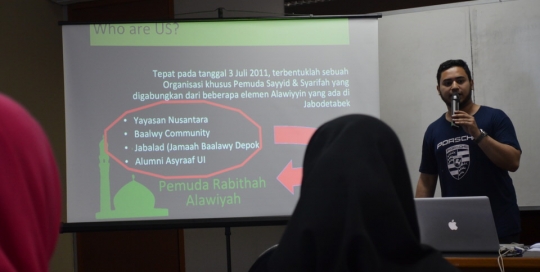 Who are US?
Tepat pada tanggal 3 Juli 2011, terbentuklah sebuah
Organisasi khusus Pemuda Sayyid & Syarifah yang
digabungkan dari beberapa elemen Alawiyyin yang ada di
Jabodetabek
• Yayasan Nusantara
• Baalwy Community
• Jabalad (Jamaah Baalawy Depok
• Alumni Asyraaf UI
Pemuda Rabithah
Alawiyah
PORSCHE